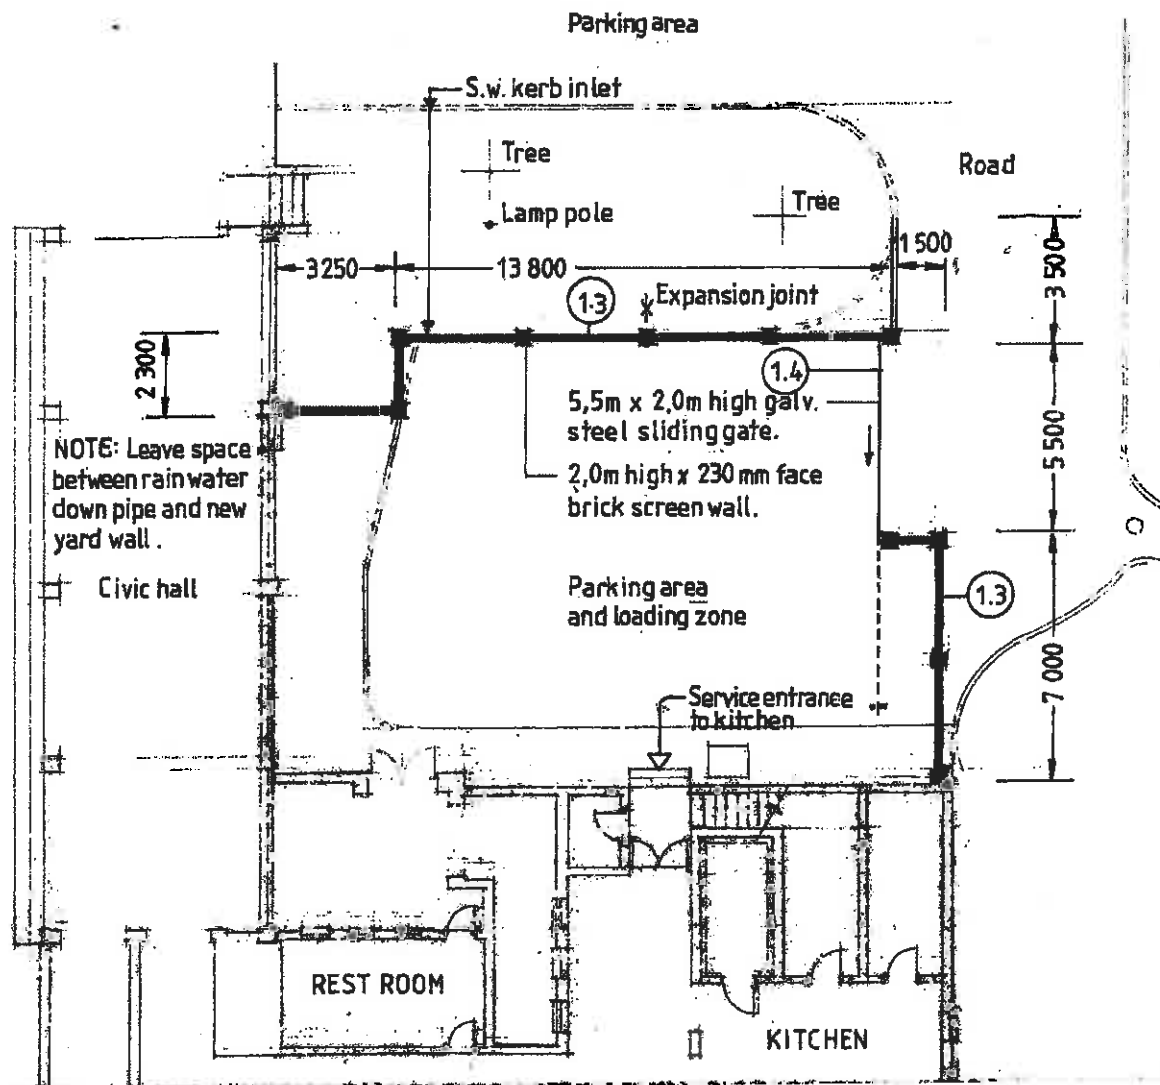 Parking area
S.w. kerb inlet
Tree
Road
Tree
Lamp pole
1 500
3250
13 800
3 500
1.3
Expansion joint
2 300
1.4
5,5m x 2,0m high galv.
steel sliding gate.
5 500
NOTE: Leave space
between rain water
down pipe and new
yard wall.
2,0m high x 230 mm face
brick screen wall.
Civic hall
Parking area
and loading zone
1.3
7 000
Service entrance
to kitchen
REST ROOM
KITCHEN